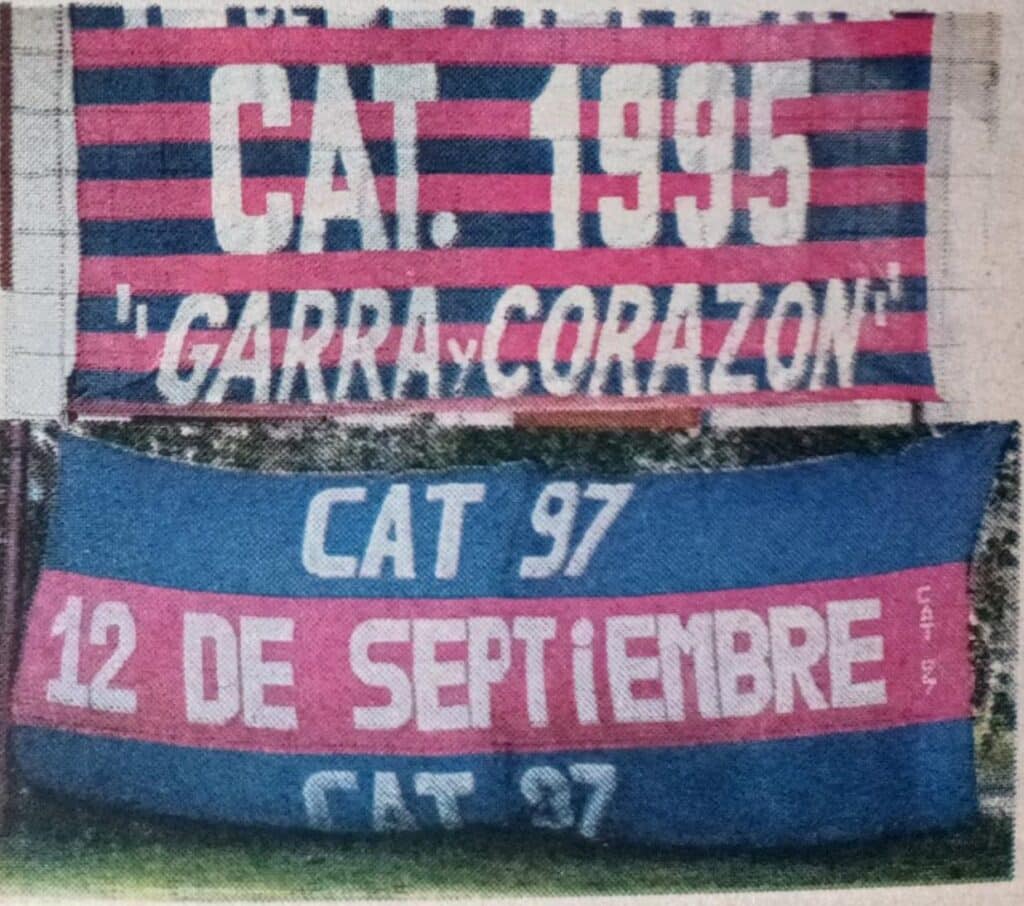 CAT. 1995
"GARRA Y CORAZON"
CAT 97
12 DE SEPTiEMBRE
CAT 97
CAT 97